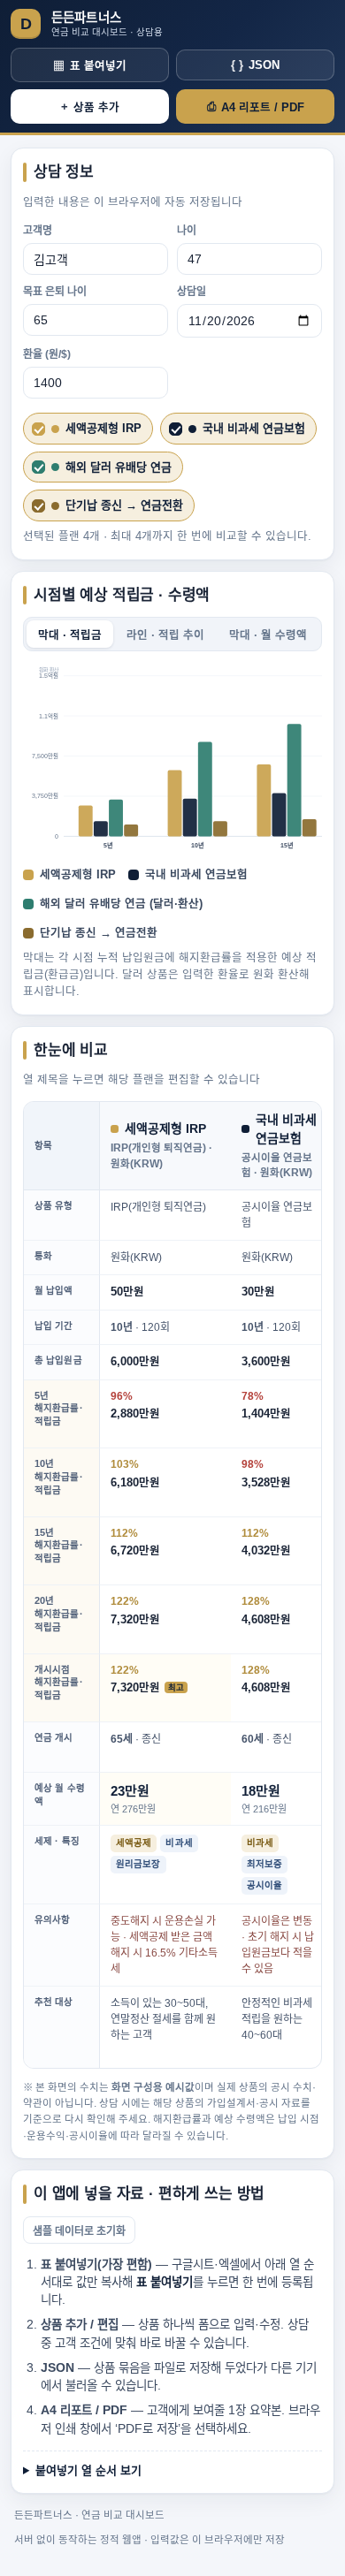 D
든든파트너스
연금 비교 대시보드 · 상담용
▦ 표 붙여넣기
{ } JSON
+ 상품 추가
⎙ A4 리포트 / PDF
상담 정보
입력한 내용은 이 브라우저에 자동 저장됩니다
고객명
나이
김고객
47
목표 은퇴 나이
상담일
65
11/20/2026
환율 (원/$)
1400
세액공제형 IRP
국내 비과세 연금보험
해외 달러 유배당 연금
단기납 종신 → 연금전환
선택된 플랜 4개 · 최대 4개까지 한 번에 비교할 수 있습니다.
시점별 예상 적립금 · 수령액
막대 · 적립금
라인 · 적립 추이
막대 · 월 수령액
1.5억원
1.1억원
7,500만원
3,750만원
0
5년
10년
15년
세액공제형 IRP
국내 비과세 연금보험
해외 달러 유배당 연금 (달러·환산)
단기납 종신 → 연금전환
막대는 각 시점 누적 납입원금에 해지환급률을 적용한 예상 적
립금(환급금)입니다. 달러 상품은 입력한 환율로 원화 환산해
표시합니다.
한눈에 비교
열 제목을 누르면 해당 플랜을 편집할 수 있습니다
항목
세액공제형 IRP
IRP(개인형 퇴직연금) ·
원화(KRW)
국내 비과세
연금보험
공시이율 연금보
험 · 원화(KRW)
상품 유형
IRP(개인형 퇴직연금)
공시이율 연금보
험
통화
원화(KRW)
원화(KRW)
월 납입액
50만원
30만원
납입 기간
10년 · 120회
10년 · 120회
총 납입원금
6,000만원
3,600만원
5년
해지환급률·
적립금
96%
2,880만원
78%
1,404만원
10년
해지환급률·
적립금
103%
6,180만원
98%
3,528만원
15년
해지환급률·
적립금
112%
6,720만원
112%
4,032만원
20년
해지환급률·
적립금
122%
7,320만원
128%
4,608만원
개시시점
해지환급률·
적립금
122%
7,320만원 최고
128%
4,608만원
연금 개시
65세 · 종신
60세 · 종신
예상 월 수령
액
23만원
연 276만원
18만원
연 216만원
세제 · 특징
세액공제 비과세
원리금보장
비과세
최저보증
공시이율
유의사항
중도해지 시 운용손실 가
능 · 세액공제 받은 금액
해지 시 16.5% 기타소득
세
공시이율은 변동
· 초기 해지 시 납
입원금보다 적을
수 있음
추천 대상
소득이 있는 30~50대,
연말정산 절세를 함께 원
하는 고객
안정적인 비과세
적립을 원하는
40~60대
※ 본 화면의 수치는 화면 구성용 예시값이며 실제 상품의 공시 수치·
약관이 아닙니다. 상담 시에는 해당 상품의 가입설계서·공시 자료를
기준으로 다시 확인해 주세요. 해지환급률과 예상 수령액은 납입 시점
·운용수익·공시이율에 따라 달라질 수 있습니다.
이 앱에 넣을 자료 · 편하게 쓰는 방법
샘플 데이터로 초기화
1. 표 붙여넣기(가장 편함) — 구글시트·엑셀에서 아래 열 순
서대로 값만 복사해 표 붙여넣기를 누르면 한 번에 등록됩
니다.
2. 상품 추가 / 편집 — 상품 하나씩 폼으로 입력·수정. 상담
중 고객 조건에 맞춰 바로 바꿀 수 있습니다.
3. JSON — 상품 묶음을 파일로 저장해 두었다가 다른 기기
에서 불러올 수 있습니다.
4. A4 리포트 / PDF — 고객에게 보여줄 1장 요약본. 브라우
저 인쇄 창에서 'PDF로 저장'을 선택하세요.
▶ 붙여넣기 열 순서 보기
든든파트너스 · 연금 비교 대시보드
서버 없이 동작하는 정적 웹앱 · 입력값은 이 브라우저에만 저장